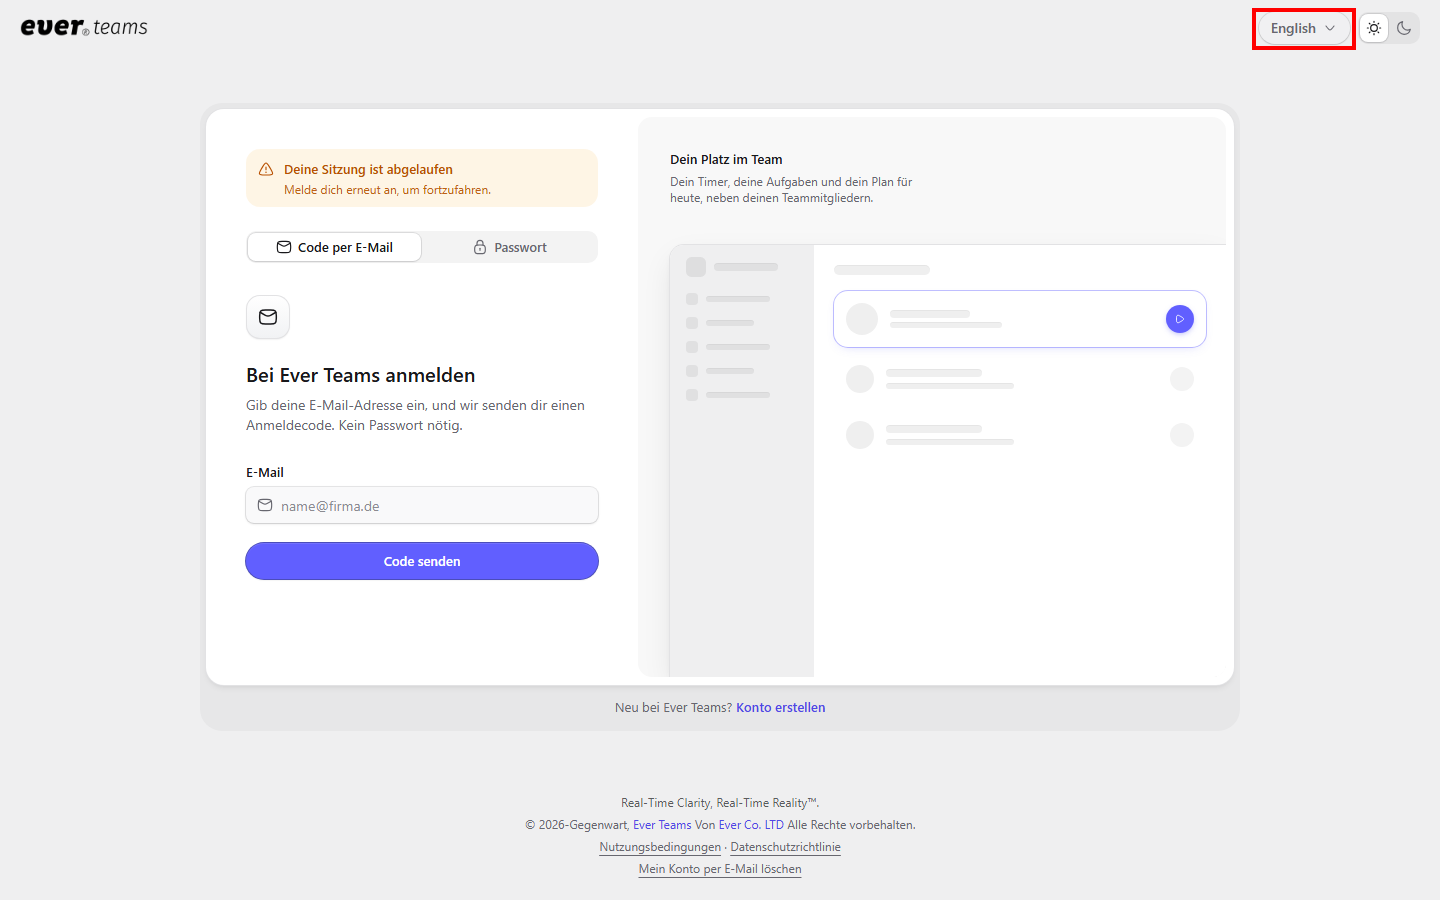 ever® teams
English
Deine Sitzung ist abgelaufen
Melde dich erneut an, um fortzufahren.
Code per E-Mail
Passwort
Bei Ever Teams anmelden
Gib deine E-Mail-Adresse ein, und wir senden dir einen
Anmeldecode. Kein Passwort nötig.
E-Mail
name@firma.de
Code senden
Dein Platz im Team
Dein Timer, deine Aufgaben und dein Plan für
heute, neben deinen Teammitgliedern.
Neu bei Ever Teams? Konto erstellen
Real-Time Clarity, Real-Time Reality™.
© 2026-Gegenwart, Ever Teams Von Ever Co. LTD Alle Rechte vorbehalten.
Nutzungsbedingungen · Datenschutzrichtlinie
Mein Konto per E-Mail löschen